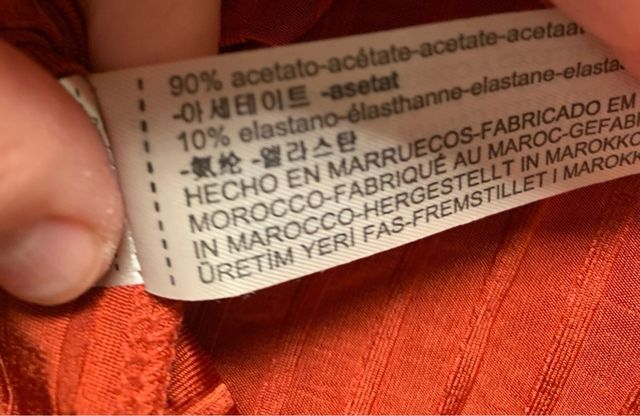 90% acetato-acétate-acetate-acetaat
-아세테이트 -asetat
10% elastano-élasthanne-elastane-elasta
-氨纶 -엘라스탄
HECHO EN MARRUECOS-FABRICADO EM
MOROCCO-FABRIQUÉ AU MAROC-GEFABR
IN MAROCCO-HERGESTELLT IN MAROKKO
ÜRETİM YERİ FAS-FREMSTILLET I MAROKK